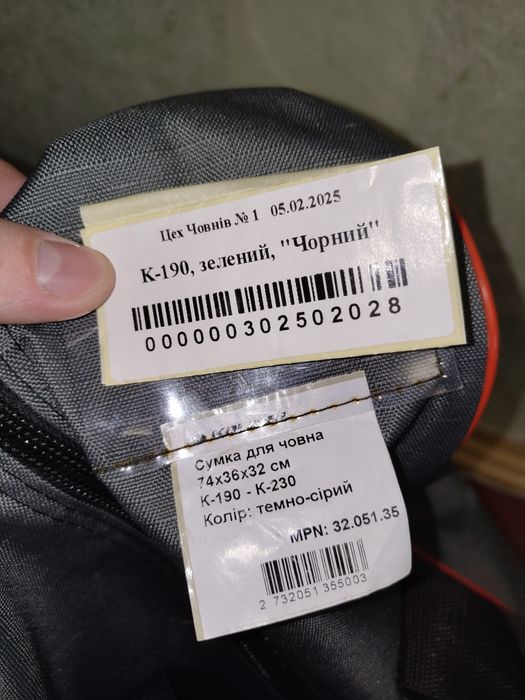 Цех Човнів № 1 05.02.2025
К-190, зелений, "Чорний"
000000302502028
Сумка для човна
74х36х32 см
К-190 - К-230
Колір: темно-сірий
MPN: 32.051.35
2 732051 355003